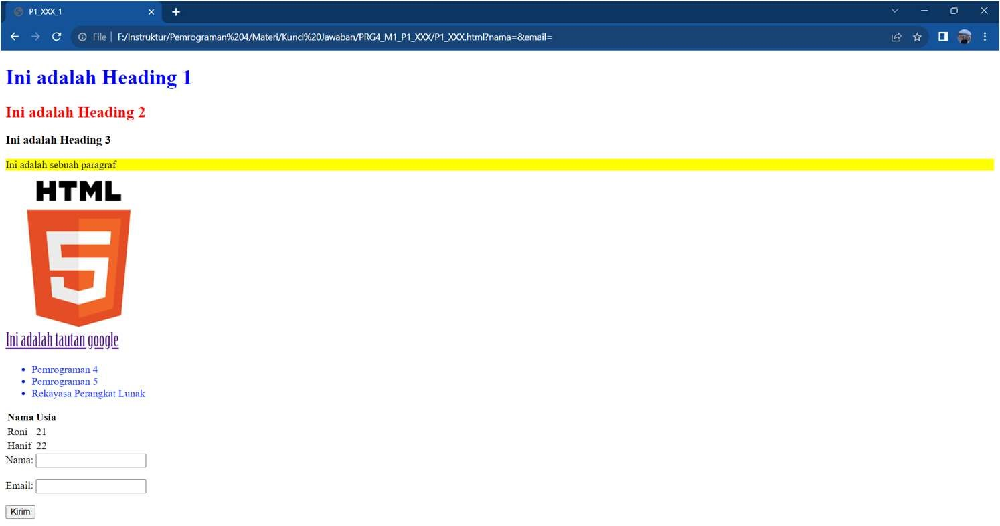 P1_XXX_1
File F:/Instruktur/Pemrograman%204/Materi/Kunci%20Jawaban/PRG4_M1_P1_XXX/P1_XXX.html?nama=&email=
Ini adalah Heading 1
Ini adalah Heading 2
Ini adalah Heading 3
Ini adalah sebuah paragraf
HTML
5
Ini adalah tautan google
• Pemrograman 4
• Pemrograman 5
• Rekayasa Perangkat Lunak
Nama Usia
Roni 21
Hanif 22
Nama:
Email:
Kirim